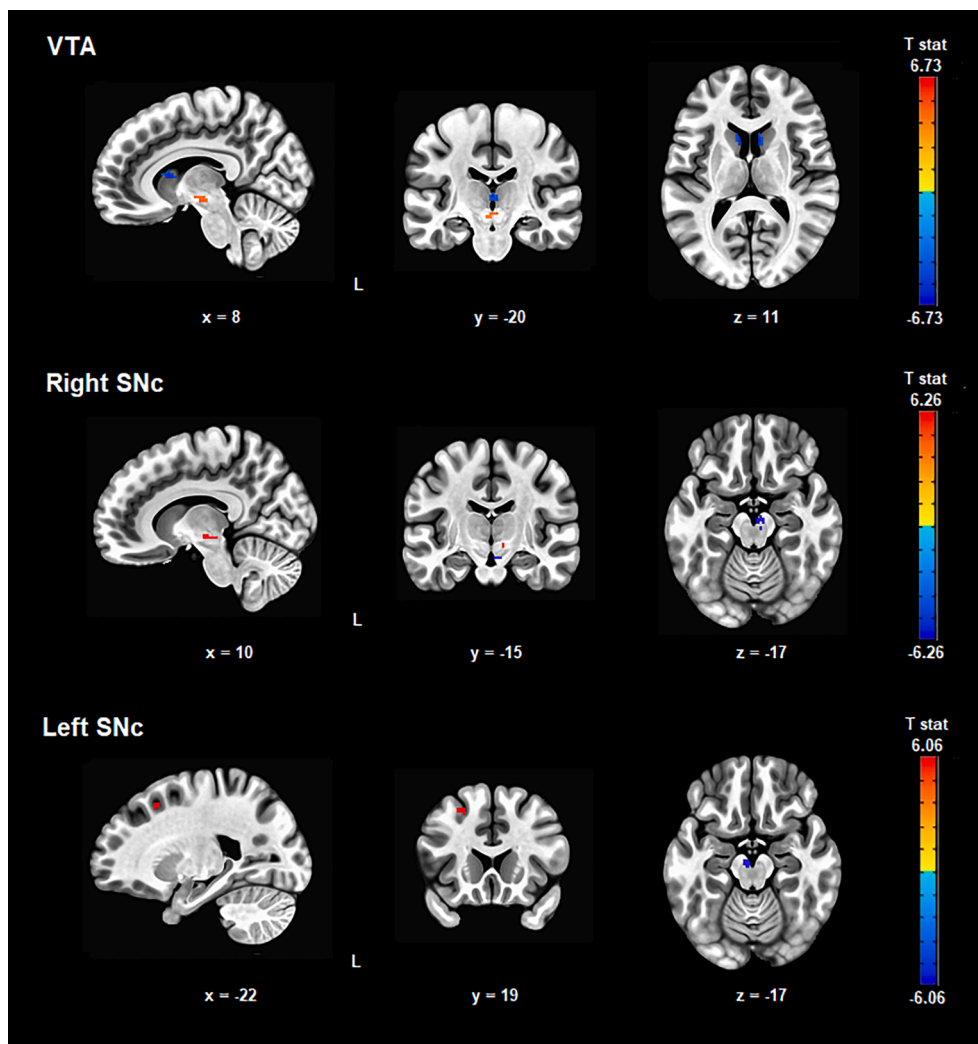 VTA
T stat
6.73
L
x = 8
y = -20
z = 11
-6.73
Right SNc
T stat
6.26
L
x = 10
y = -15
z = -17
-6.26
Left SNc
T stat
6.06
L
x = -22
y = 19
z = -17
-6.06